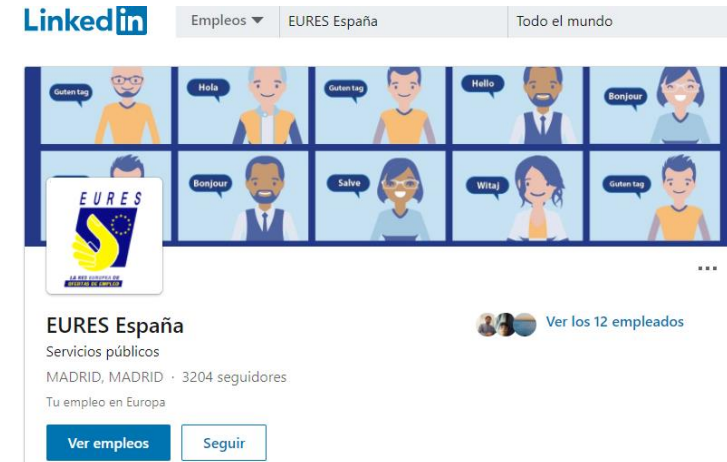 LinkedIn
Empleos EURES España Todo el mundo
Guten tag Hola Guten tag Hello Bonjour
Bonjour Salve Witaj Guten tag
EURES
LA RED EUROPEA DE
OFERTAS DE EMPLEO
...
EURES España
Ver los 12 empleados
Servicios públicos
MADRID, MADRID · 3204 seguidores
Tu empleo en Europa
Ver empleos Seguir